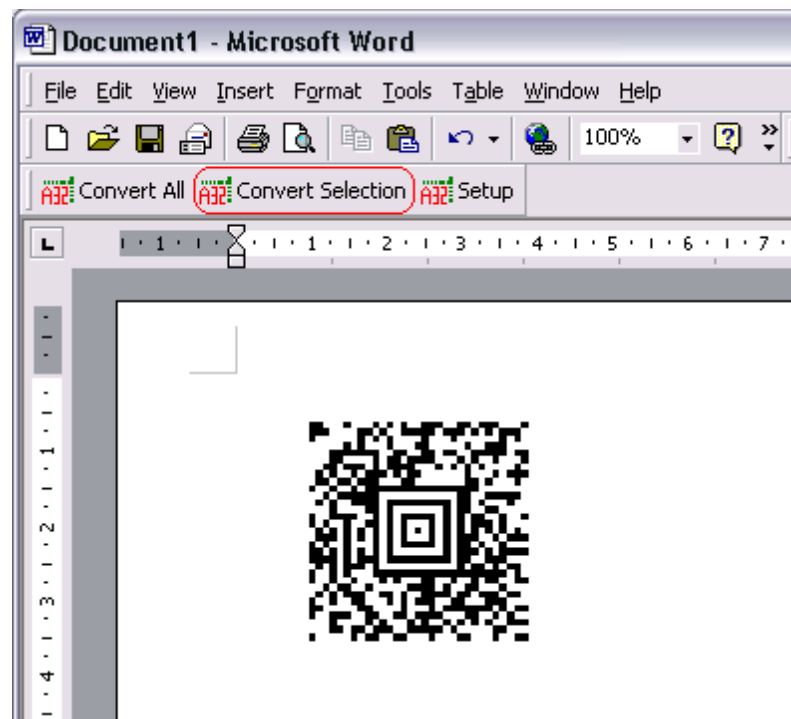 Document1 - Microsoft Word
File Edit View Insert Format Tools Table Window Help
100%
Convert All Convert Selection Setup
1 1 2 3 4 5 6 7
1
2
3
4